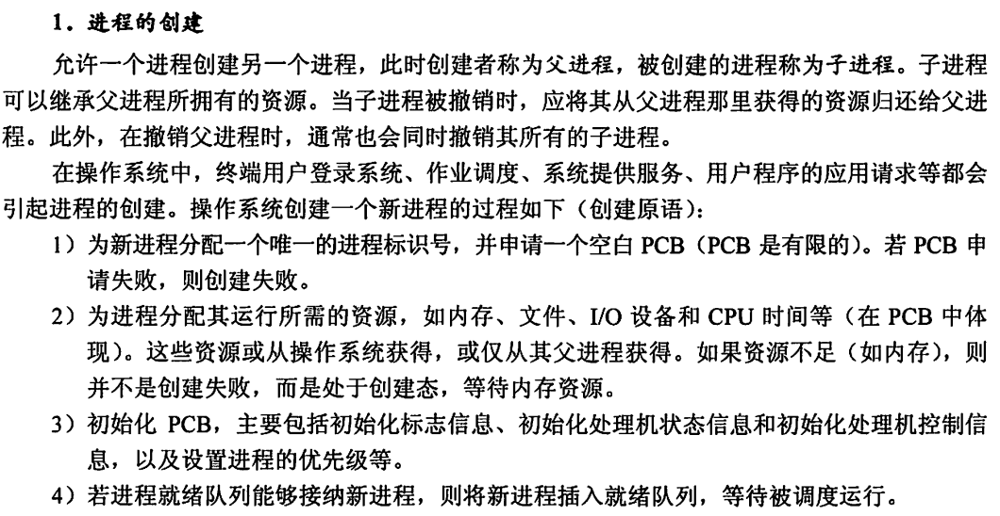 1．进程的创建
允许一个进程创建另一个进程，此时创建者称为父进程，被创建的进程称为子进程。子进程
可以继承父进程所拥有的资源。当子进程被撤销时，应将其从父进程那里获得的资源归还给父进
程。此外，在撤销父进程时，通常也会同时撤销其所有的子进程。
在操作系统中，终端用户登录系统、作业调度、系统提供服务、用户程序的应用请求等都会
引起进程的创建。操作系统创建一个新进程的过程如下（创建原语）：
1）为新进程分配一个唯一的进程标识号，并申请一个空白 PCB（PCB 是有限的）。若 PCB 申
请失败，则创建失败。
2）为进程分配其运行所需的资源，如内存、文件、I/O 设备和 CPU 时间等（在 PCB 中体
现）。这些资源或从操作系统获得，或仅从其父进程获得。如果资源不足（如内存），则
并不是创建失败，而是处于创建态，等待内存资源。
3）初始化 PCB，主要包括初始化标志信息、初始化处理机状态信息和初始化处理机控制信
息，以及设置进程的优先级等。
4）若进程就绪队列能够接纳新进程，则将新进程插入就绪队列，等待被调度运行。